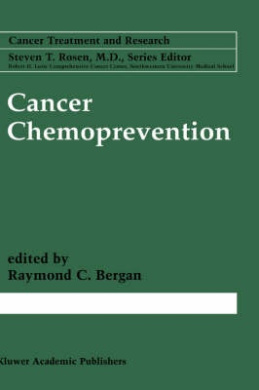 Cancer Treatment and Research
Steven T. Rosen, M.D., Series Editor
Robert H. Lurie Comprehensive Cancer Center, Northwestern University Medical School
Cancer
Chemoprevention
edited by
Raymond C. Bergan
Kluwer Academic Publishers